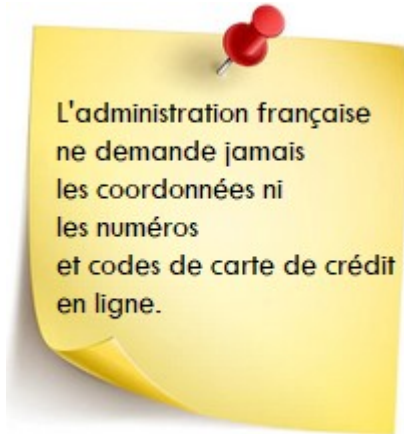 L'administration française
ne demande jamais
les coordonnées ni
les numéros
et codes de carte de crédit
en ligne.